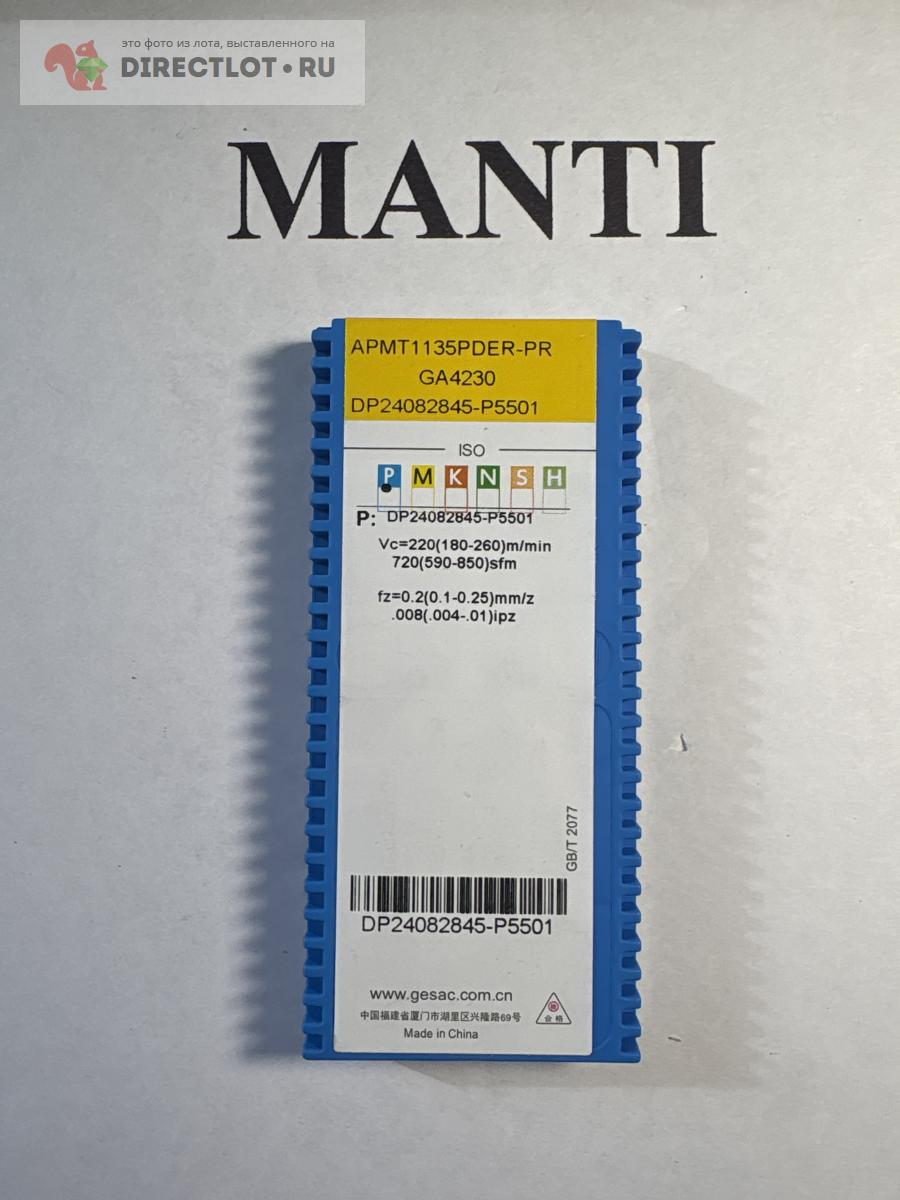 это фото из лота, выставленного на
DIRECTLOT•RU
MANTI
APMT1135PDER-PR
GA4230
DP24082845-P5501
ISO
P M K N S H
P: DP24082845-P5501
Vc=220(180-260)m/min
720(590-850)sfm
fz=0.2(0.1-0.25)mm/z
.008(.004-.01)ipz
GB/T 2077
DP24082845-P5501
www.gesac.com.cn
中国福建省厦门市湖里区兴隆路69号
合格
Made in China